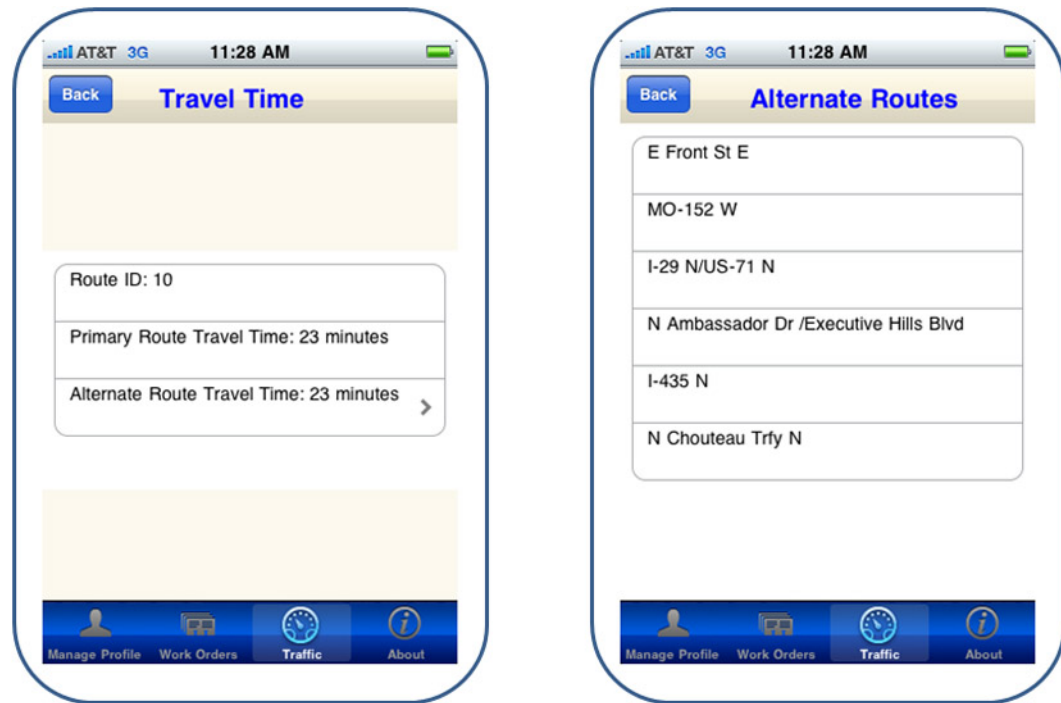 AT&T 3G 11:28 AM
Back Travel Time
Route ID: 10
Primary Route Travel Time: 23 minutes
Alternate Route Travel Time: 23 minutes
Manage Profile Work Orders Traffic About
AT&T 3G 11:28 AM
Back Alternate Routes
E Front St E
MO-152 W
I-29 N/US-71 N
N Ambassador Dr /Executive Hills Blvd
I-435 N
N Chouteau Trfy N
Manage Profile Work Orders Traffic About